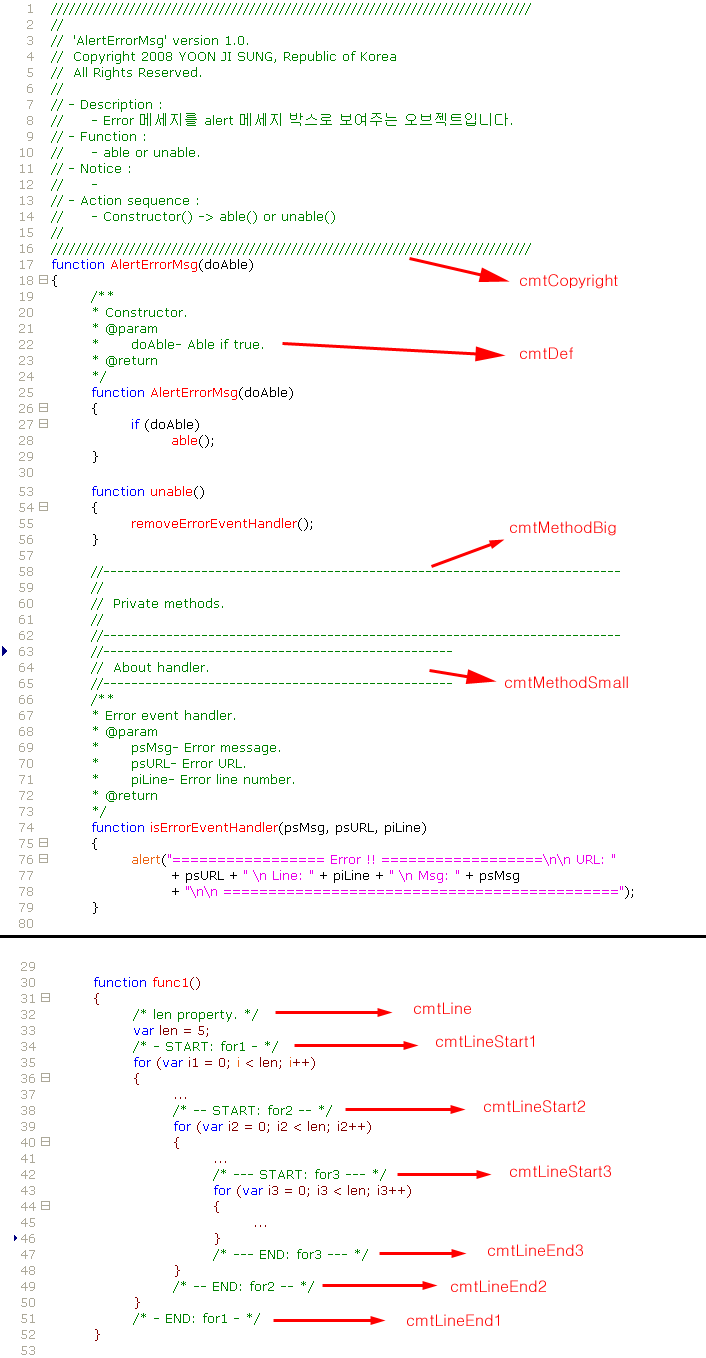 1 ////////////////////////////////////////////////////////////////////////////////
2 //
3 //  'AlertErrorMsg' version 1.0.
4 //  Copyright 2008 YOON JI SUNG, Republic of Korea
5 //  All Rights Reserved.
6 //
7 // - Description :
8 //     - Error 메세지를 alert 메세지 박스로 보여주는 오브젝트입니다.
9 // - Function :
10 //     - able or unable.
11 // - Notice :
12 //     -
13 // - Action sequence :
14 //     - Constructor() -> able() or unable()
15 //
16 ////////////////////////////////////////////////////////////////////////////////
17 function AlertErrorMsg(doAble)
cmtCopyright
18 {
19 /**
20 * Constructor.
21 * @param
22 *     doAble- Able if true.
cmtDef
23 * @return
24 */
25 function AlertErrorMsg(doAble)
26 {
27 if (doAble)
28 able();
29 }
30
53 function unable()
54 {
55 removeErrorEventHandler();
cmtMethodBig
56 }
57
58 //--------------------------------------------------------------------------
59 //
60 //  Private methods.
61 //
62 //--------------------------------------------------------------------------
63 //--------------------------------------------------
64 //  About handler.
cmtMethodSmall
65 //--------------------------------------------------
66 /**
67 * Error event handler.
68 * @param
69 *     psMsg- Error message.
70 *     psURL- Error URL.
71 *     piLine- Error line number.
72 * @return
73 */
74 function isErrorEventHandler(psMsg, psURL, piLine)
75 {
76 alert("================= Error !! ==================\n\n URL: "
77 + psURL + " \n Line: " + piLine + " \n Msg: " + psMsg
78 + "\n\n ============================================");
79 }
80
29
30 function func1()
31 {
32 /* len property. */
cmtLine
33 var len = 5;
34 /* - START: for1 - */
cmtLineStart1
35 for (var i1 = 0; i < len; i++)
36 {
37 ...
38 /* -- START: for2 -- */
cmtLineStart2
39 for (var i2 = 0; i2 < len; i2++)
40 {
41 ...
42 /* --- START: for3 --- */
cmtLineStart3
43 for (var i3 = 0; i3 < len; i3++)
44 {
45 ...
46 }
47 /* --- END: for3 --- */
cmtLineEnd3
48 }
49 /* -- END: for2 -- */
cmtLineEnd2
50 }
51 /* - END: for1 - */
cmtLineEnd1
52 }
53